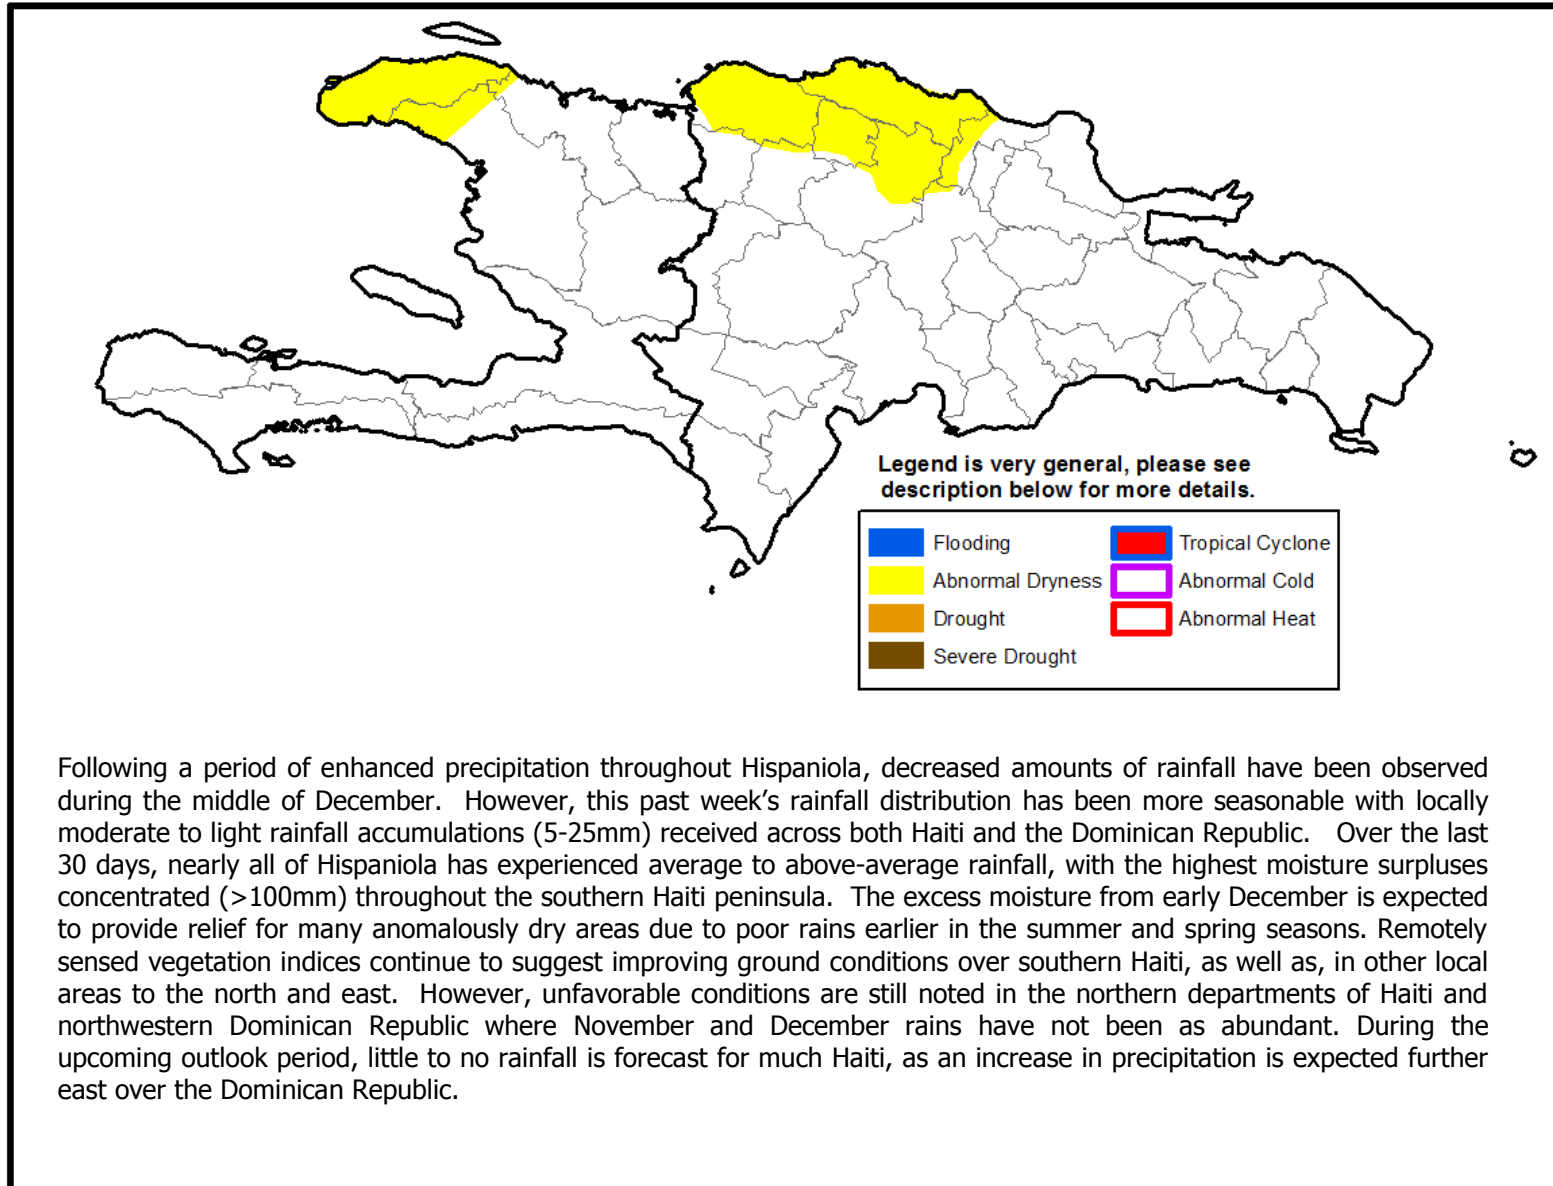 Legend is very general, please see
description below for more details.
Flooding
Tropical Cyclone
Abnormal Dryness
Abnormal Cold
Drought
Abnormal Heat
Severe Drought
Following a period of enhanced precipitation throughout Hispaniola, decreased amounts of rainfall have been observed
during the middle of December.  However, this past week's rainfall distribution has been more seasonable with locally
moderate to light rainfall accumulations (5-25mm) received across both Haiti and the Dominican Republic.   Over the last
30 days, nearly all of Hispaniola has experienced average to above-average rainfall, with the highest moisture surpluses
concentrated (>100mm) throughout the southern Haiti peninsula.  The excess moisture from early December is expected
to provide relief for many anomalously dry areas due to poor rains earlier in the summer and spring seasons. Remotely
sensed vegetation indices continue to suggest improving ground conditions over southern Haiti, as well as, in other local
areas to the north and east.  However, unfavorable conditions are still noted in the northern departments of Haiti and
northwestern Dominican Republic where November and December rains have not been as abundant. During the
upcoming outlook period, little to no rainfall is forecast for much Haiti, as an increase in precipitation is expected further
east over the Dominican Republic.